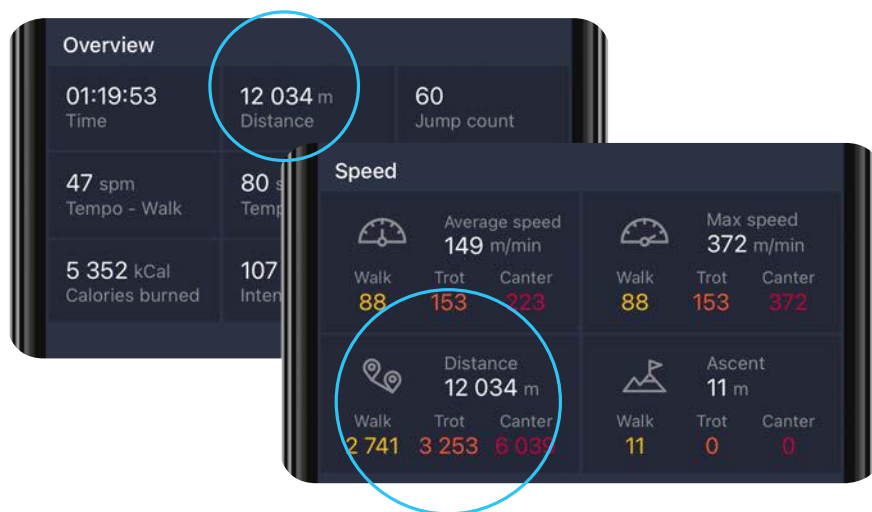 Overview
01:19:53
Time
12 034 m
Distance
60
Jump count
47 spm
Tempo - Walk
80
5 352 kCal
Calories burned
107
Speed
Average speed
149 m/min
Walk Trot Canter
88 153 223
Max speed
372 m/min
Walk Trot Canter
88 153 372
Distance
12 034 m
Walk Trot Canter
2 741 3 253 6 039
Ascent
11 m
Walk Trot Canter
11 0 0